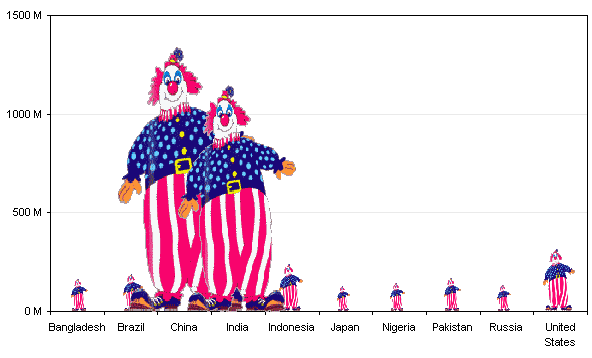 1500 M
1000 M
500 M
0 M
Bangladesh Brazil China India Indonesia Japan Nigeria Pakistan Russia United
States